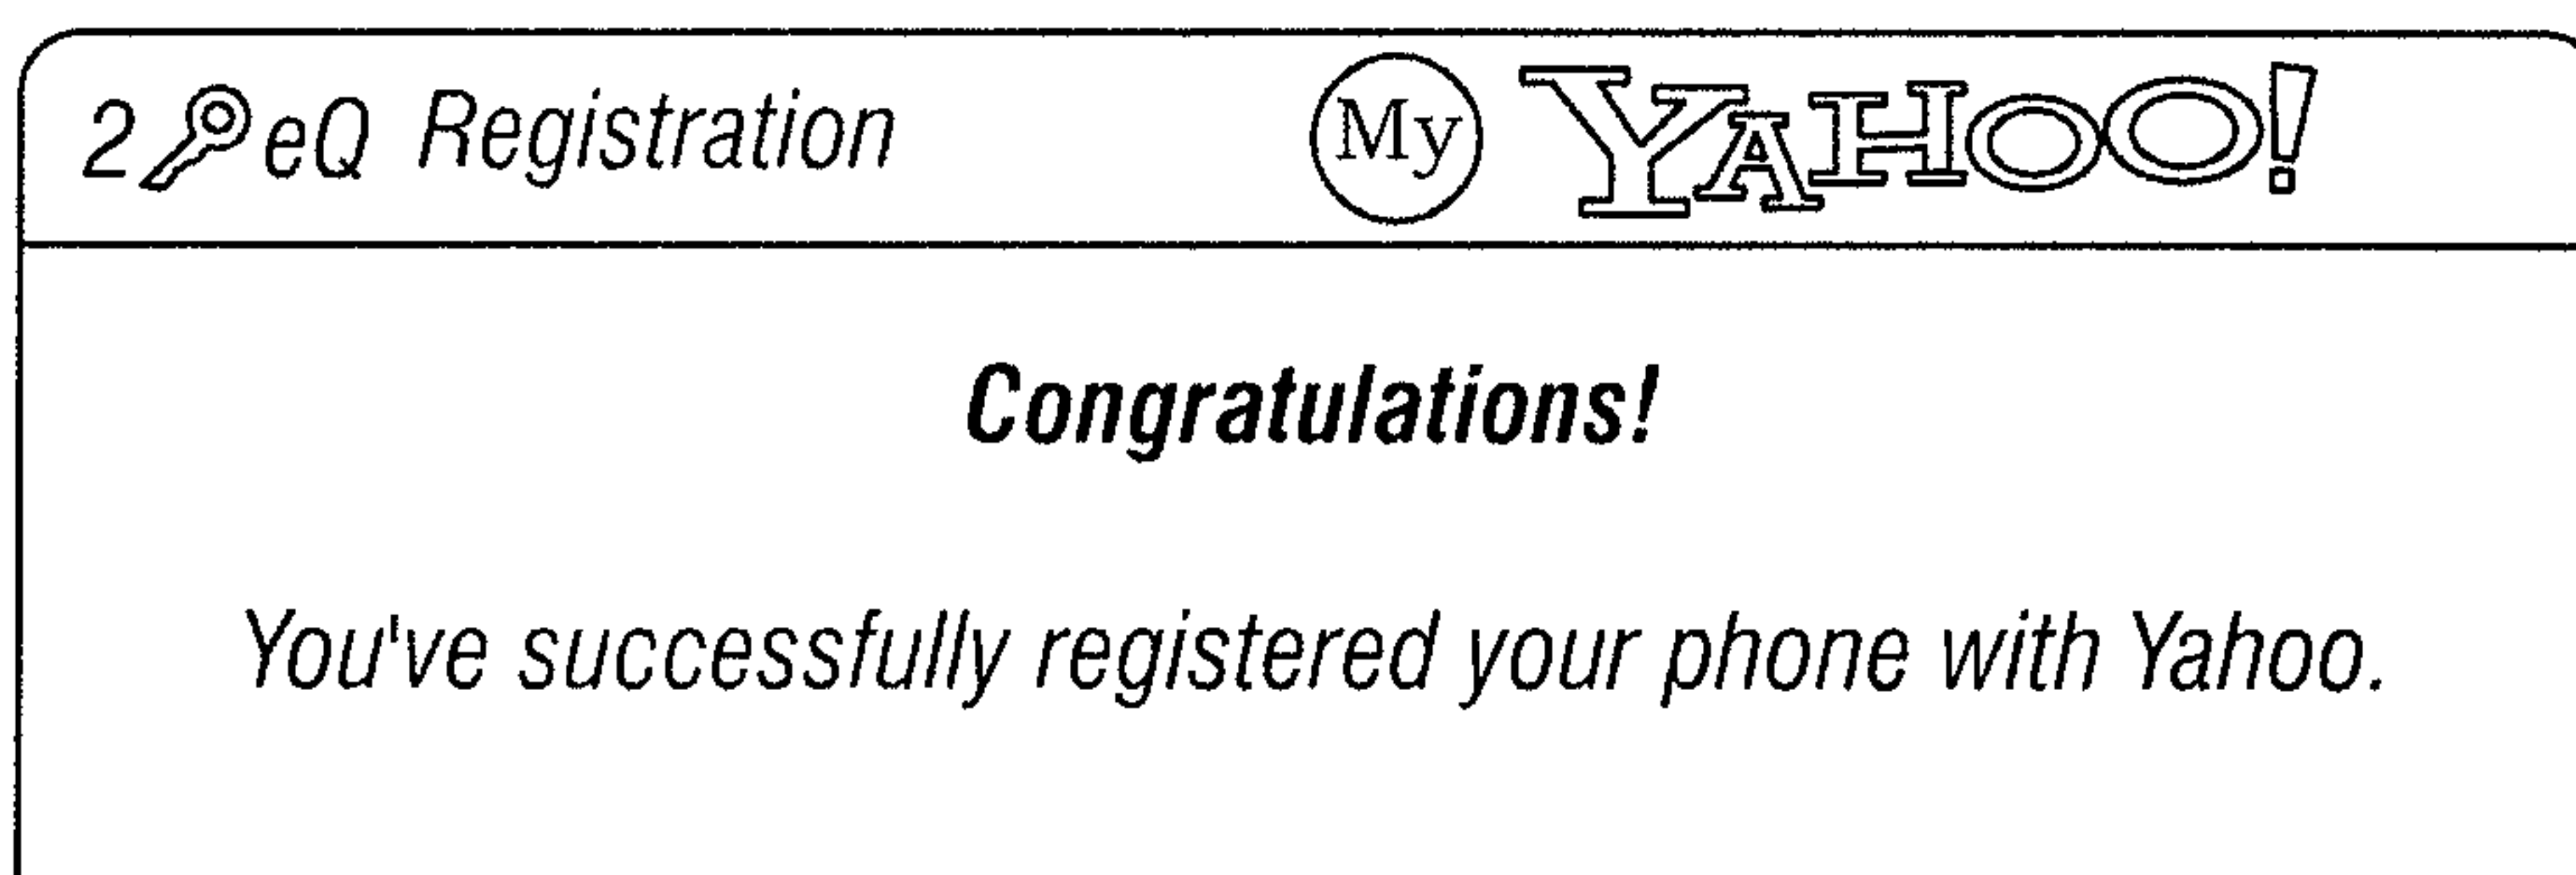 2 eQ Registration My YAHOO!
Congratulations!
You've successfully registered your phone with Yahoo.